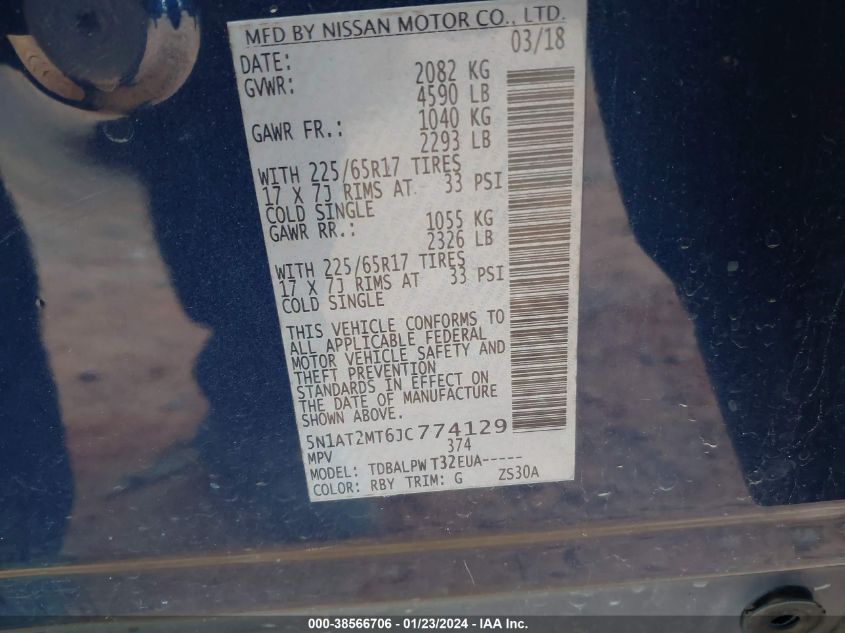 MFD BY NISSAN MOTOR CO., LTD.
DATE: 03/18
GVWR: 2082 KG
4590 LB
GAWR FR.: 1040 KG
2293 LB
WITH 225/65R17 TIRES
17 X 7J RIMS AT 33 PSI
COLD SINGLE
GAWR RR.: 1055 KG
2326 LB
WITH 225/65R17 TIRES
17 X 7J RIMS AT 33 PSI
COLD SINGLE
THIS VEHICLE CONFORMS TO
ALL APPLICABLE FEDERAL
MOTOR VEHICLE SAFETY AND
THEFT PREVENTION
STANDARDS IN EFFECT ON
THE DATE OF MANUFACTURE
SHOWN ABOVE.
5N1AT2MT6JC774129
MPV 374
MODEL: TDBALPW T32EUA-----
COLOR: RBY TRIM: G ZS30A
000-38566706 - 01/23/2024 - IAA Inc.